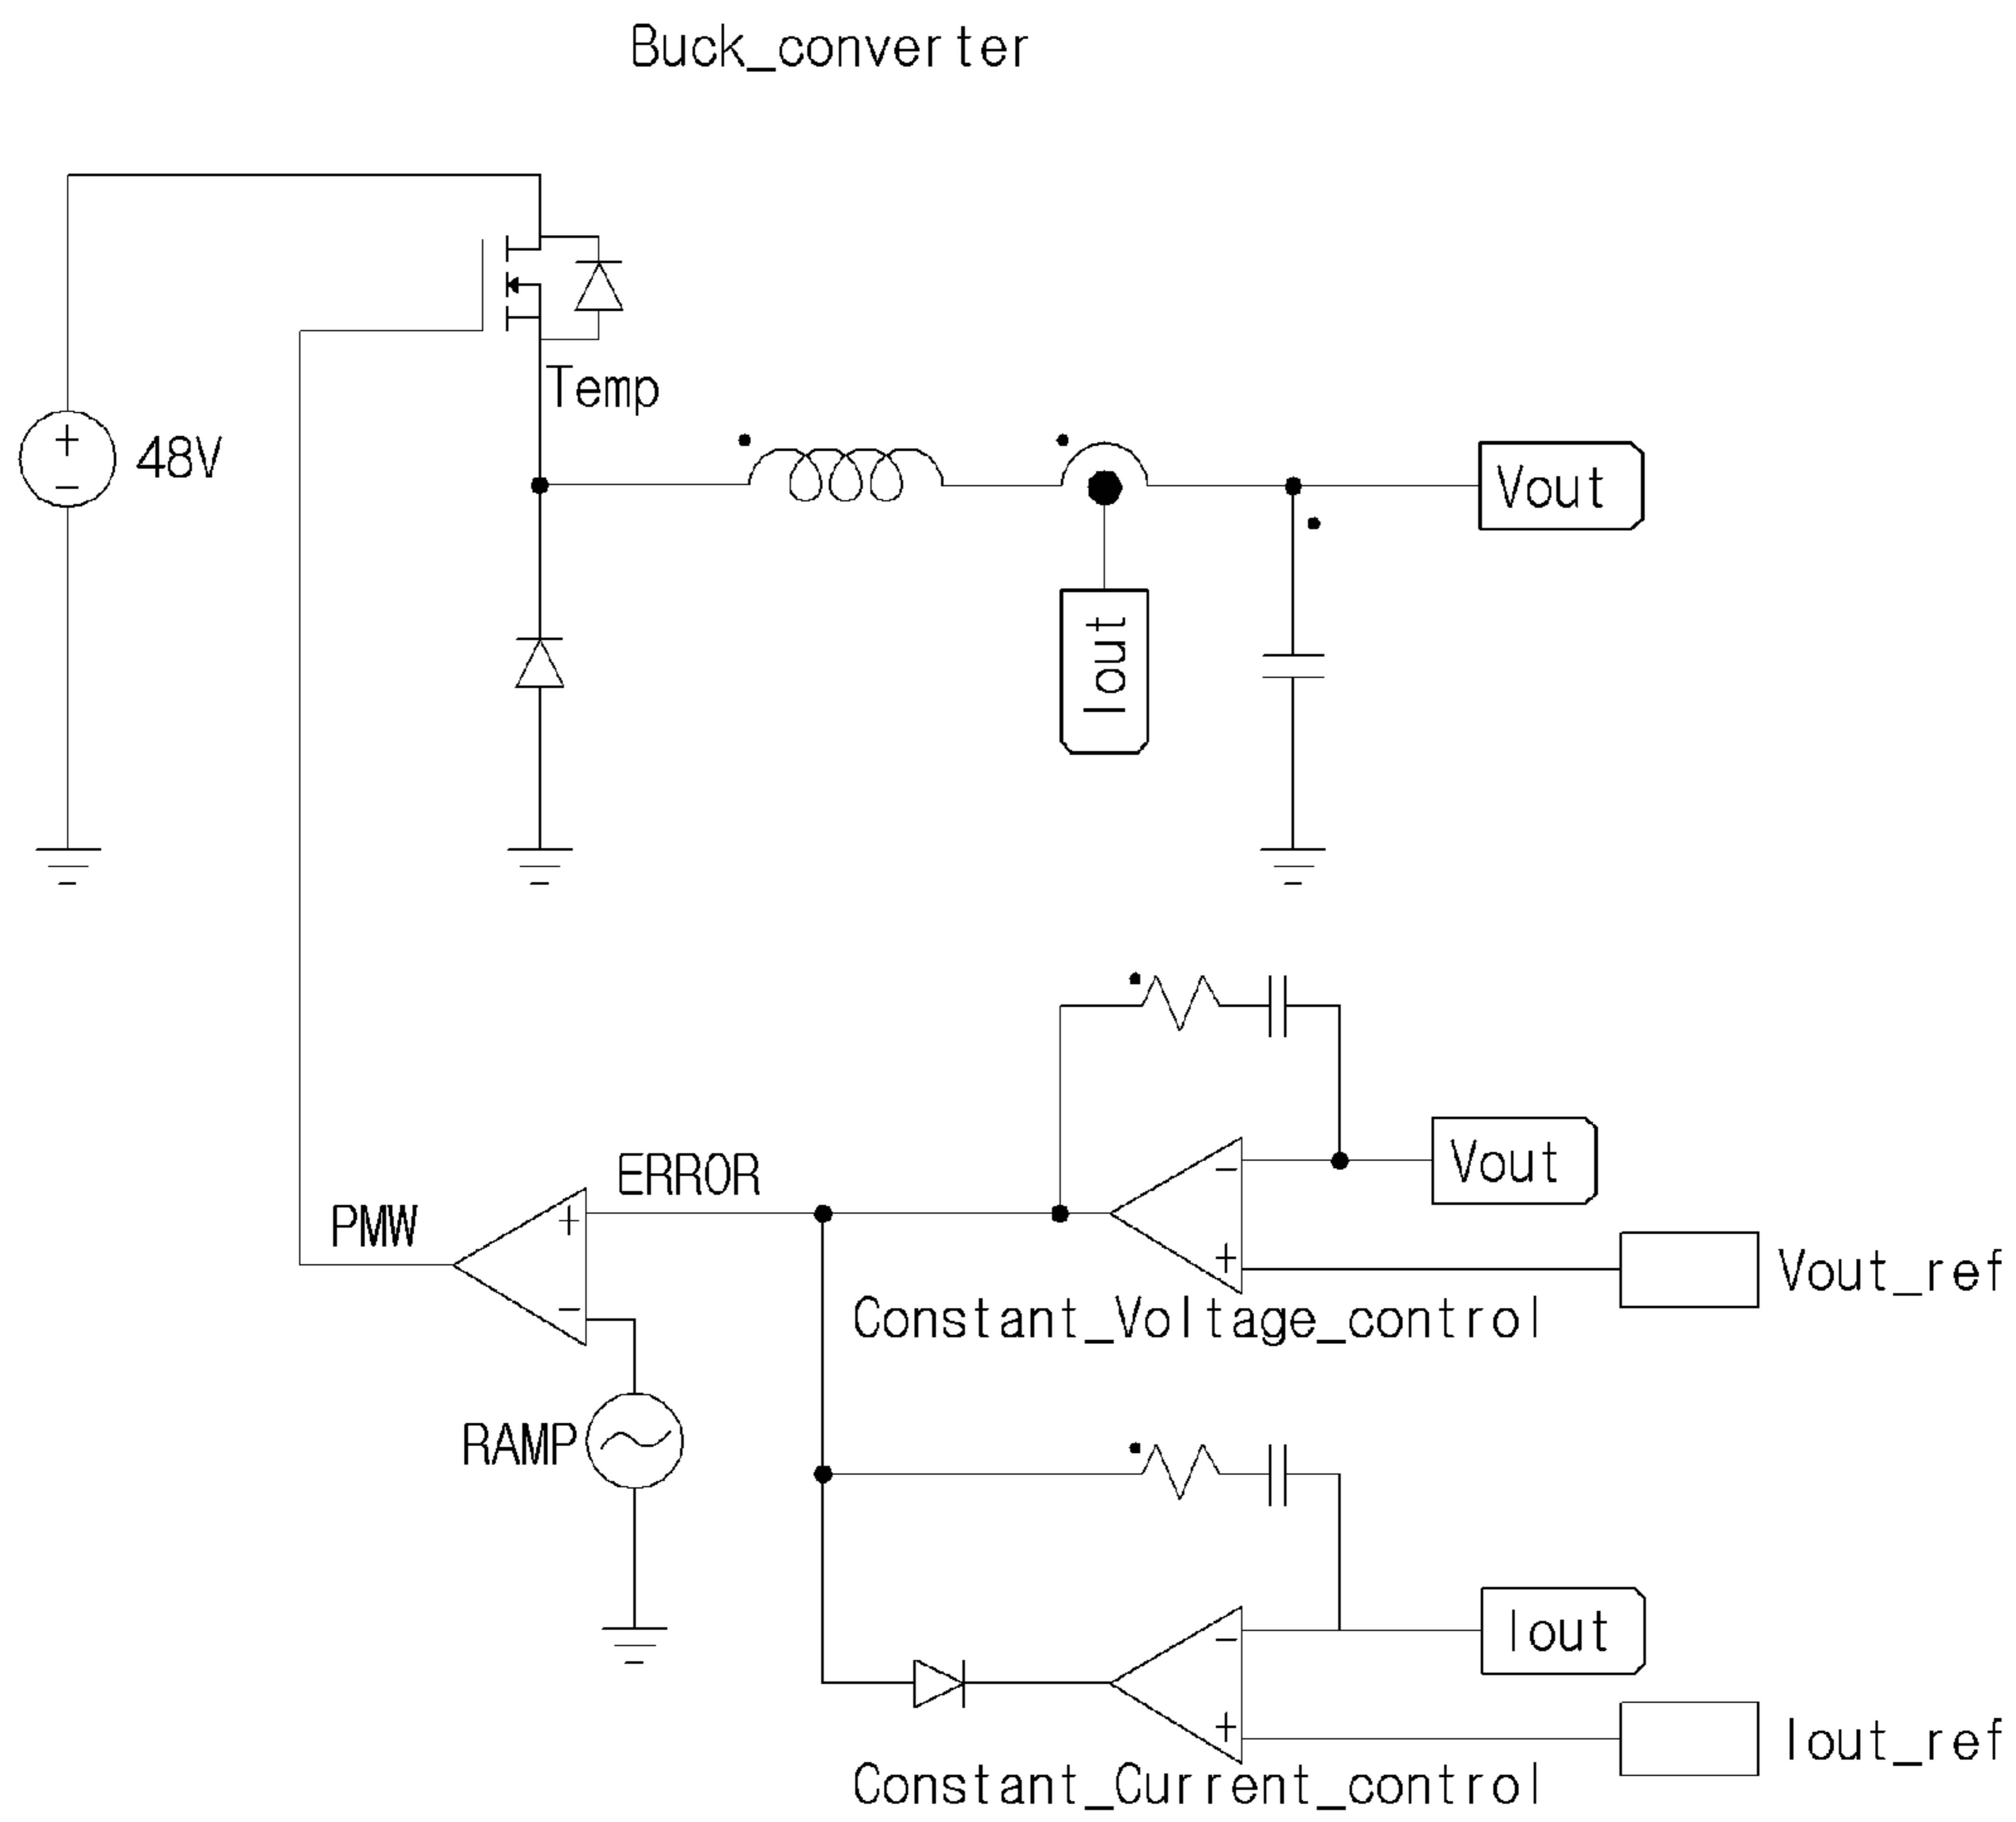 Buck_converter
Temp
48V
Vout
Iout
ERROR
PMW
Vout
Vout_ref
Constant_Voltage_control
RAMP
Iout
Iout_ref
Constant_Current_control